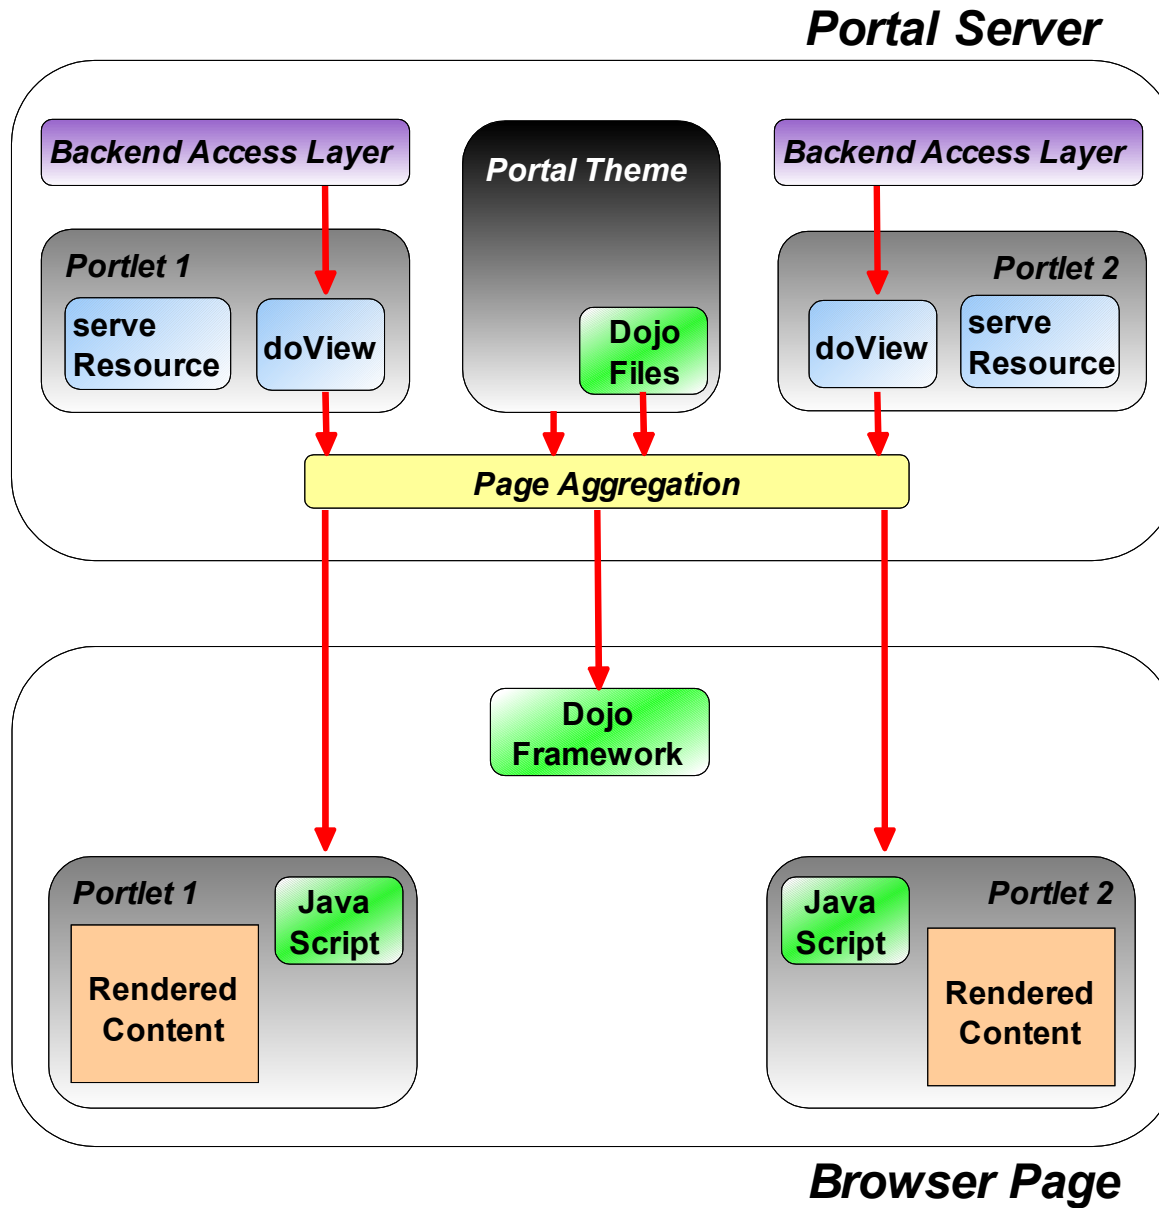 Portal Server
Backend Access Layer
Portal Theme
Backend Access Layer
Portlet 1
Portlet 2
serve
Resource
doView
Dojo
Files
doView
serve
Resource
Page Aggregation
Dojo
Framework
Portlet 1
Java
Script
Rendered
Content
Java
Script
Portlet 2
Rendered
Content
Browser Page